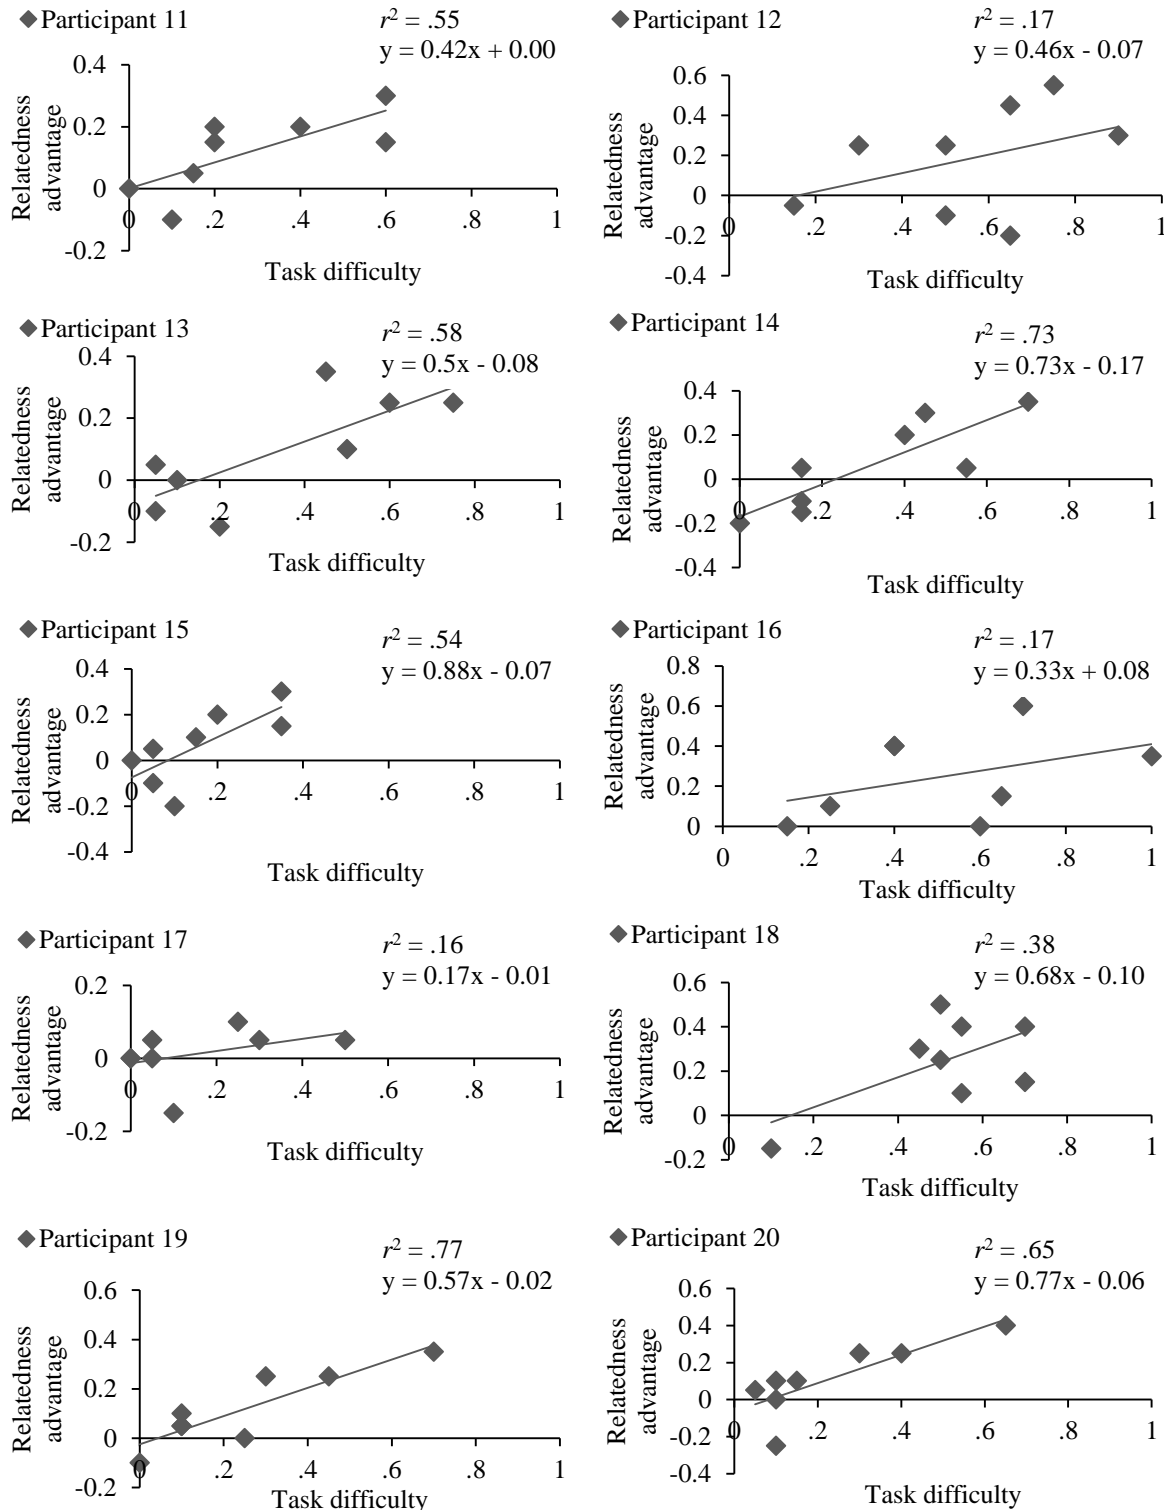 Participant 11
r² = .55
y = 0.42x + 0.00
0.4
0.2
0
-0.2
0 .2 .4 .6 .8 1
Relatedness
advantage
Task difficulty
Participant 12
r² = .17
y = 0.46x - 0.07
0.6
0.4
0.2
0
-0.2
-0.4
0 .2 .4 .6 .8 1
Relatedness
advantage
Task difficulty
Participant 13
r² = .58
y = 0.5x - 0.08
0.4
0.2
0
-0.2
0 .2 .4 .6 .8 1
Relatedness
advantage
Task difficulty
Participant 14
r² = .73
y = 0.73x - 0.17
0.4
0.2
0
-0.2
-0.4
0 .2 .4 .6 .8 1
Relatedness
advantage
Task difficulty
Participant 15
r² = .54
y = 0.88x - 0.07
0.4
0.2
0
-0.2
-0.4
0 .2 .4 .6 .8 1
Relatedness
advantage
Task difficulty
Participant 16
r² = .17
y = 0.33x + 0.08
0.8
0.6
0.4
0.2
0
0 .2 .4 .6 .8 1
Relatedness
advantage
Task difficulty
Participant 17
r² = .16
y = 0.17x - 0.01
0.2
0
-0.2
0 .2 .4 .6 .8 1
Relatedness
advantage
Task difficulty
Participant 18
r² = .38
y = 0.68x - 0.10
0.6
0.4
0.2
0
-0.2
0 .2 .4 .6 .8 1
Relatedness
advantage
Task difficulty
Participant 19
r² = .77
y = 0.57x - 0.02
0.6
0.4
0.2
0
-0.2
0 .2 .4 .6 .8 1
Relatedness
advantage
Task difficulty
Participant 20
r² = .65
y = 0.77x - 0.06
0.6
0.4
0.2
0
-0.2
-0.4
0 .2 .4 .6 .8 1
Relatedness
advantage
Task difficulty